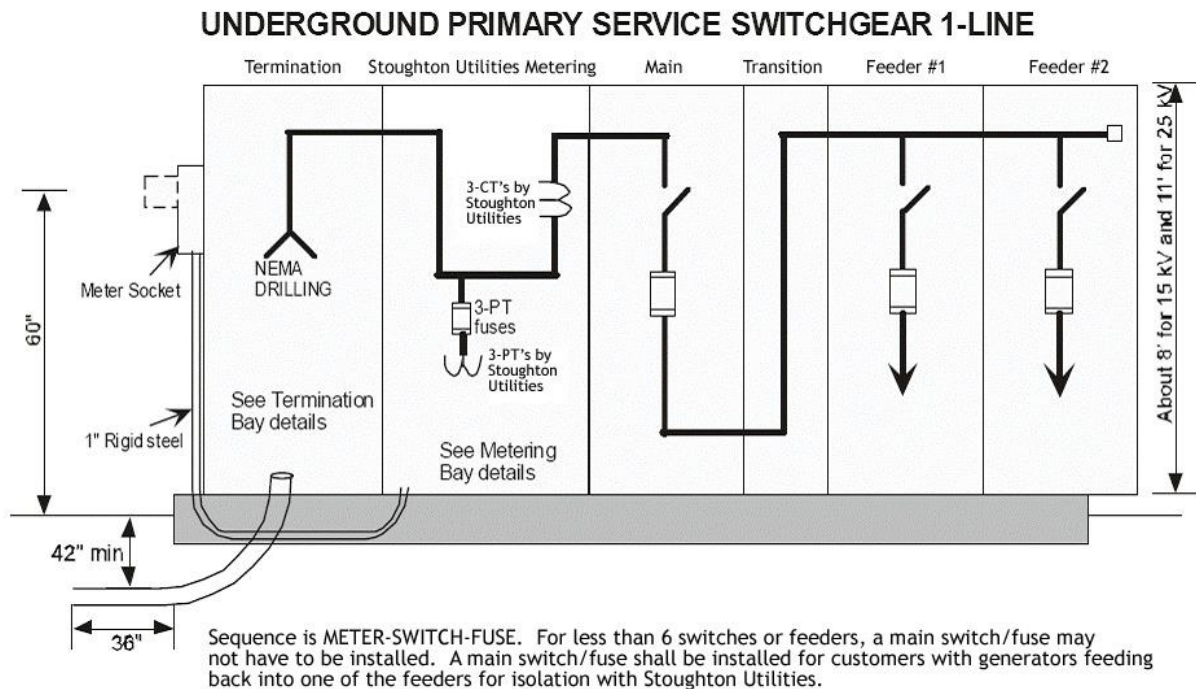 UNDERGROUND PRIMARY SERVICE SWITCHGEAR 1-LINE
Termination
Stoughton Utilities Metering
Main
Transition
Feeder #1
Feeder #2
3-CT's by
Stoughton
Utilities
NEMA
DRILLING
Meter Socket
3-PT
fuses
3-PT's by
Stoughton
Utilities
60"
About 8' for 15 kV and 11' for 25 kV
See Termination
Bay details
1" Rigid steel
See Metering
Bay details
42" min
36"
Sequence is METER-SWITCH-FUSE. For less than 6 switches or feeders, a main switch/fuse may
not have to be installed. A main switch/fuse shall be installed for customers with generators feeding
back into one of the feeders for isolation with Stoughton Utilities.